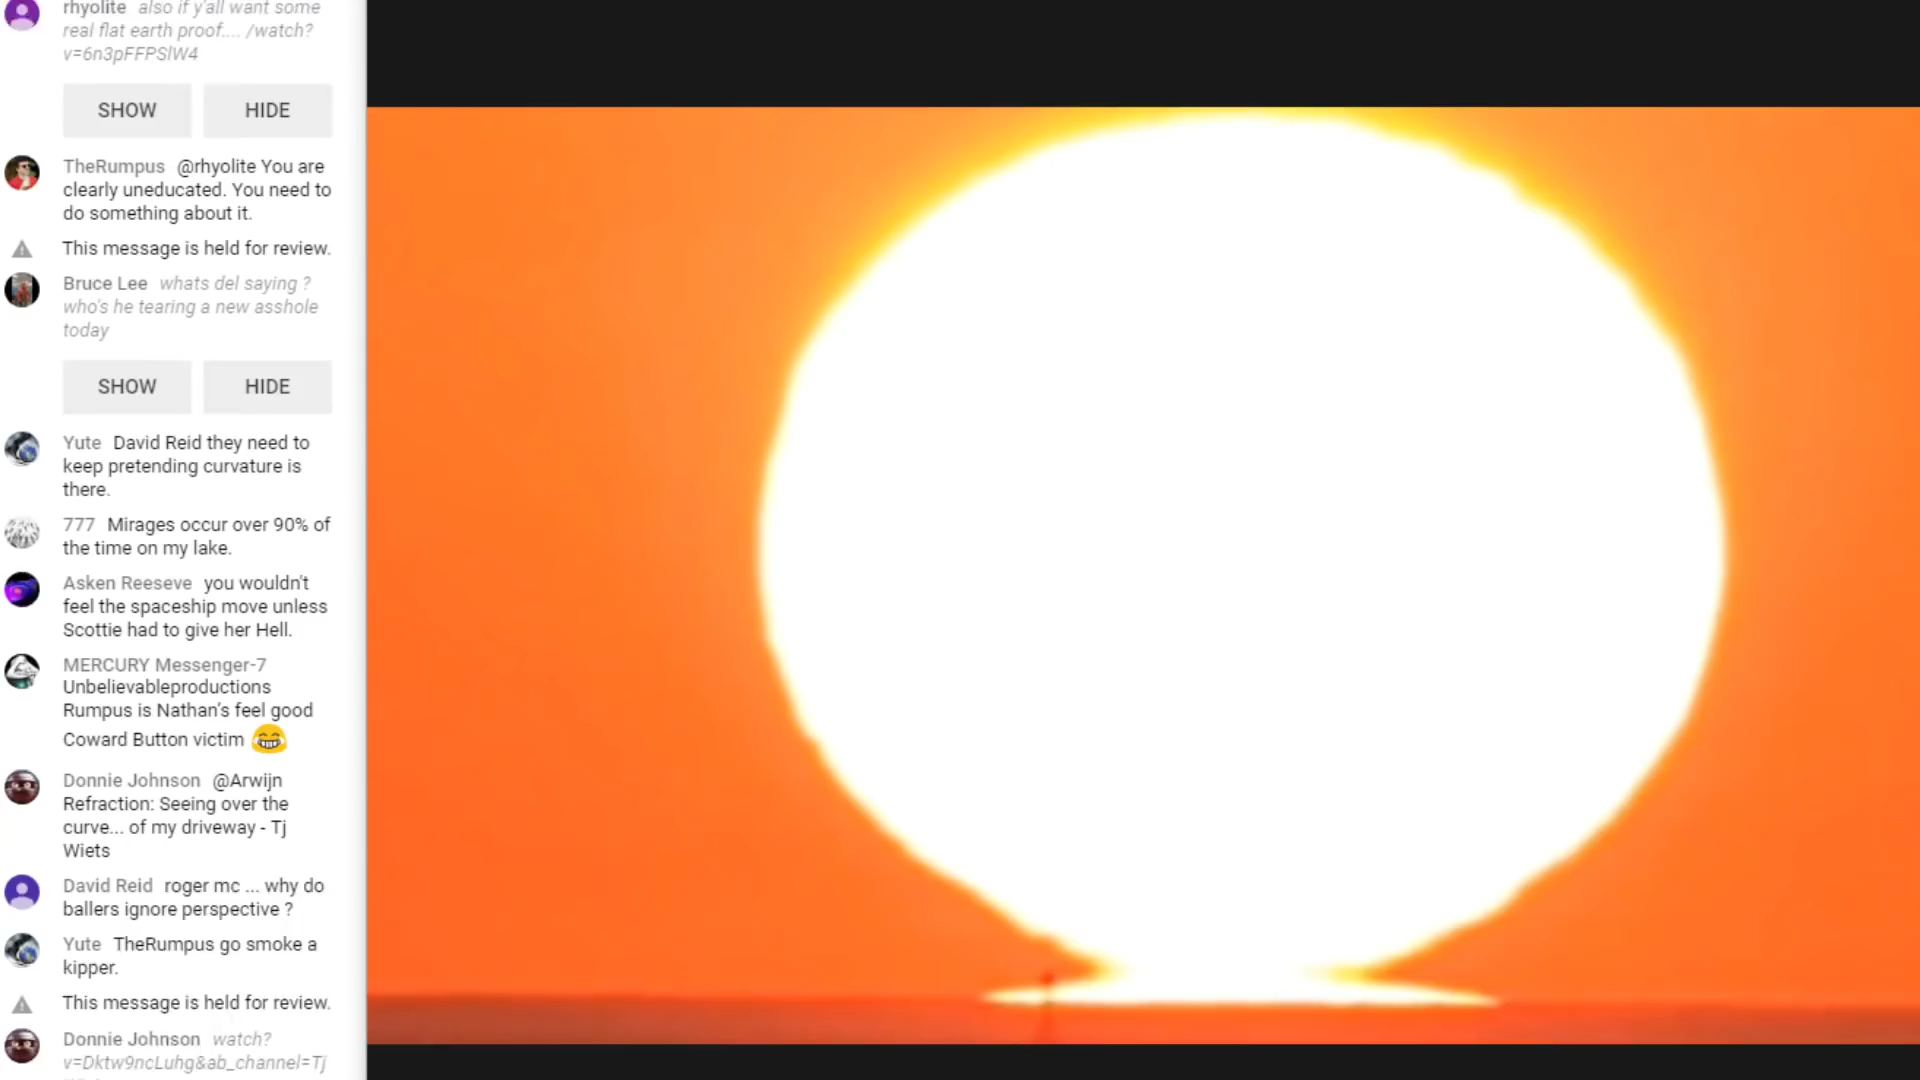 rhyolite also if y'all want some
real flat earth proof.... /watch?
v=6n3pFFPSlW4
SHOW HIDE
TheRumpus @rhyolite You are
clearly uneducated. You need to
do something about it.
This message is held for review.
Bruce Lee whats del saying ?
who's he tearing a new asshole
today
SHOW HIDE
Yute David Reid they need to
keep pretending curvature is
there.
777 Mirages occur over 90% of
the time on my lake.
Asken Reeseve you wouldn't
feel the spaceship move unless
Scottie had to give her Hell.
MERCURY Messenger-7
Unbelievableproductions
Rumpus is Nathan's feel good
Coward Button victim 😂
Donnie Johnson @Arwijn
Refraction: Seeing over the
curve... of my driveway - Tj
Wiets
David Reid roger mc ... why do
ballers ignore perspective ?
Yute TheRumpus go smoke a
kipper.
This message is held for review.
Donnie Johnson watch?
v=Dktw9ncLuhg&ab_channel=Tj